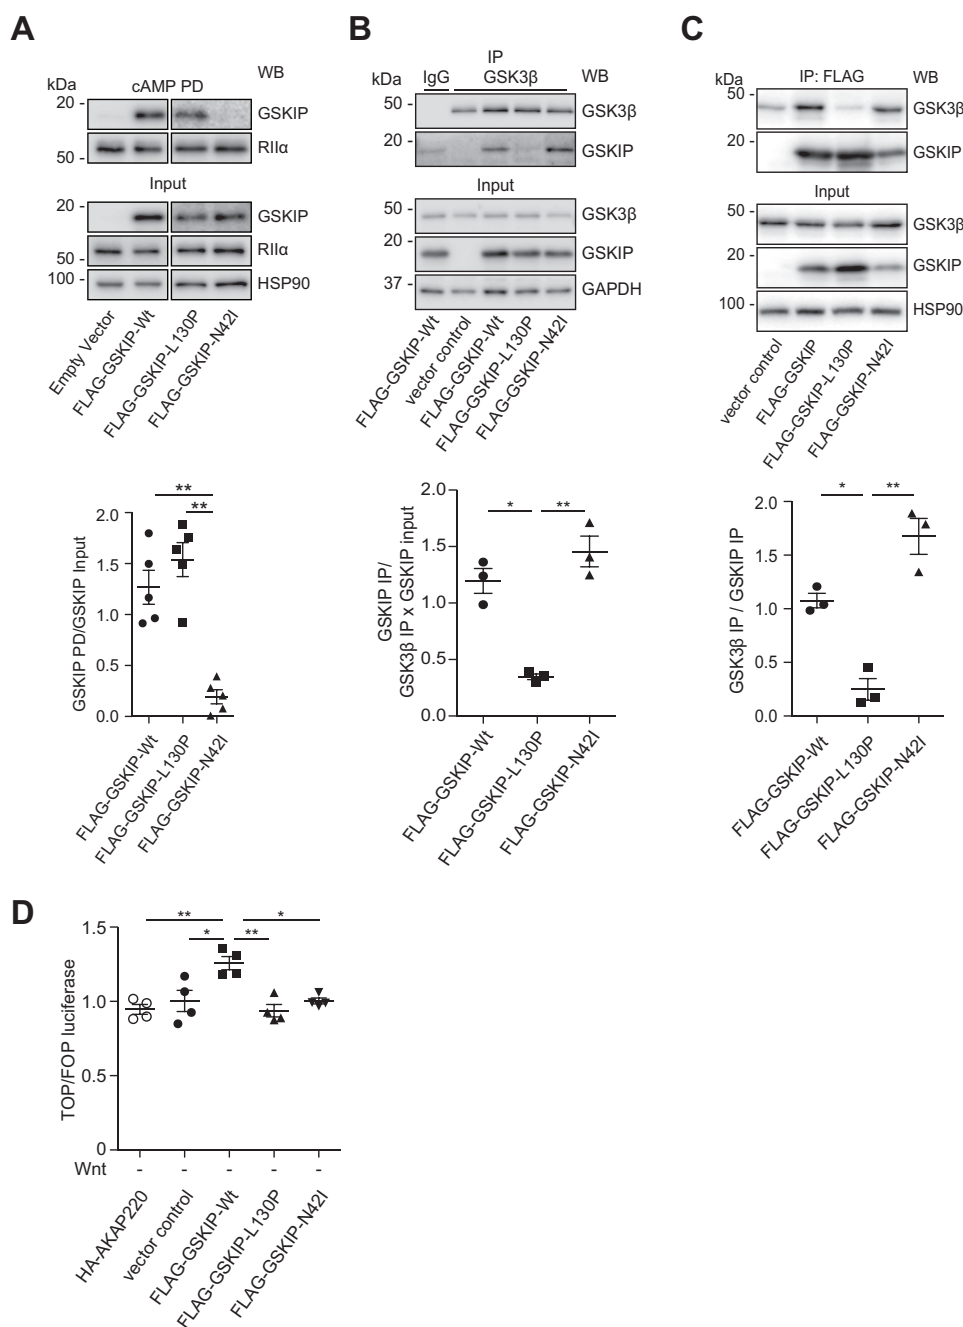 A
cAMP PD
kDa
WB
20 -
GSKIP
50 -
RIIα
Input
20 -
GSKIP
50 -
RIIα
100 -
HSP90
Empty Vector
FLAG-GSKIP-Wt
FLAG-GSKIP-L130P
FLAG-GSKIP-N42I
** 
**
GSKIP PD/GSKIP Input
2.0
1.5
1.0
0.5
0.0
FLAG-GSKIP-Wt
FLAG-GSKIP-L130P
FLAG-GSKIP-N42I
B
IP
kDa
IgG
GSK3β
WB
50 -
GSK3β
20 -
GSKIP
Input
50 -
GSK3β
20 -
GSKIP
37 -
GAPDH
FLAG-GSKIP-Wt
vector control
FLAG-GSKIP-Wt
FLAG-GSKIP-L130P
FLAG-GSKIP-N42I
* **
GSKIP IP/
GSK3β IP x GSKIP input
2.0
1.5
1.0
0.5
0.0
FLAG-GSKIP-Wt
FLAG-GSKIP-L130P
FLAG-GSKIP-N42I
C
kDa
IP: FLAG
WB
50 -
GSK3β
20 -
GSKIP
Input
50 -
GSK3β
20 -
GSKIP
100 -
HSP90
vector control
FLAG-GSKIP
FLAG-GSKIP-L130P
FLAG-GSKIP-N42I
* **
GSK3β IP / GSKIP IP
2.0
1.5
1.0
0.5
0.0
FLAG-GSKIP-Wt
FLAG-GSKIP-L130P
FLAG-GSKIP-N42I
D
** *
* **
TOP/FOP luciferase
1.5
1.0
0.5
0
Wnt - - - - -
HA-AKAP220
vector control
FLAG-GSKIP-Wt
FLAG-GSKIP-L130P
FLAG-GSKIP-N42I